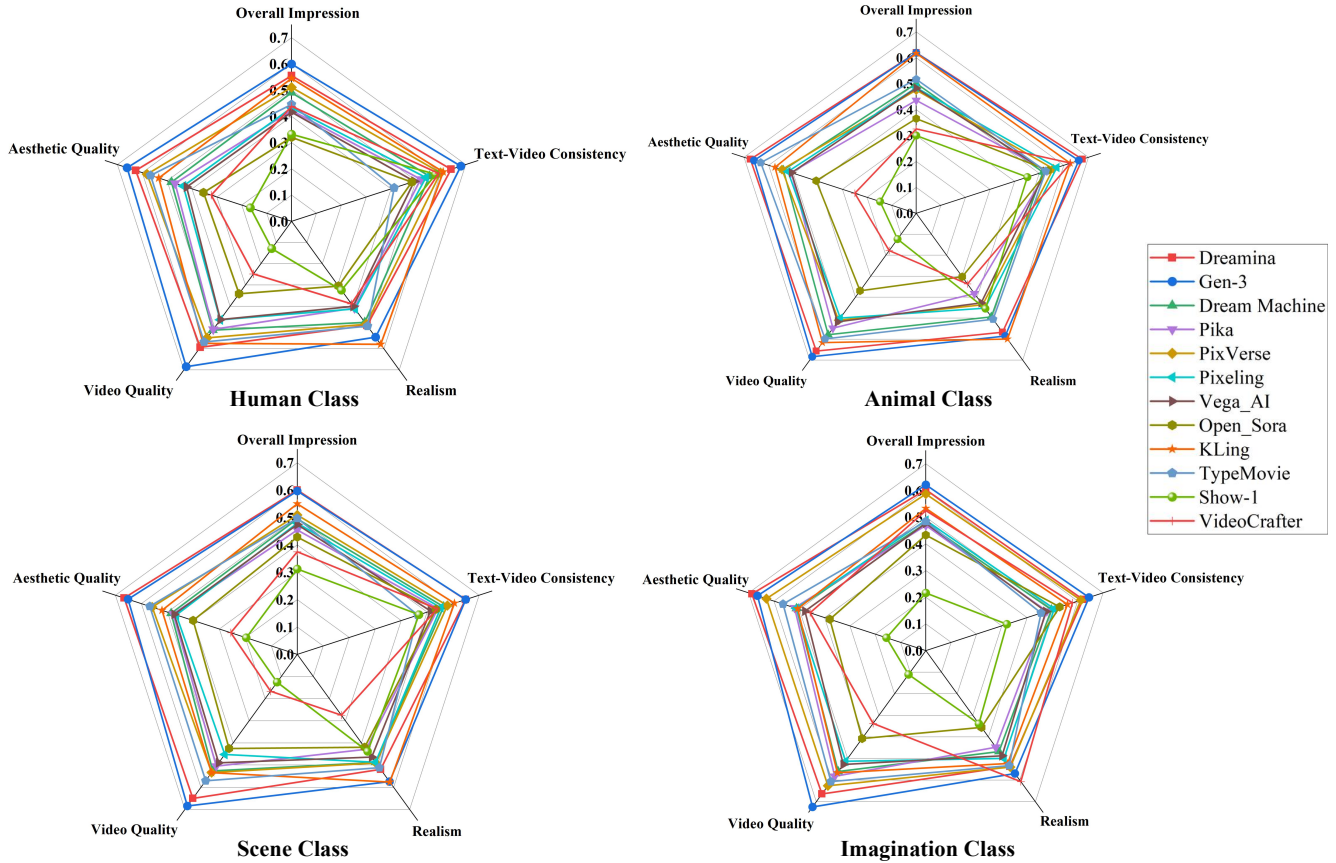 Overall Impression
0.7
0.6
0.5
0.4
0.3
0.2
0.1
0.0
Aesthetic Quality
Text-Video Consistency
Video Quality
Realism
Human Class
Overall Impression
0.7
0.6
0.5
0.4
0.3
0.2
0.1
0.0
Aesthetic Quality
Text-Video Consistency
Video Quality
Realism
Animal Class
Dreamina
Gen-3
Dream Machine
Pika
PixVerse
Pixeling
Vega_AI
Open_Sora
KLing
TypeMovie
Show-1
VideoCrafter
Overall Impression
0.7
0.6
0.5
0.4
0.3
0.2
0.1
0.0
Aesthetic Quality
Text-Video Consistency
Video Quality
Realism
Scene Class
Overall Impression
0.7
0.6
0.5
0.4
0.3
0.2
0.1
0.0
Aesthetic Quality
Text-Video Consistency
Video Quality
Realism
Imagination Class